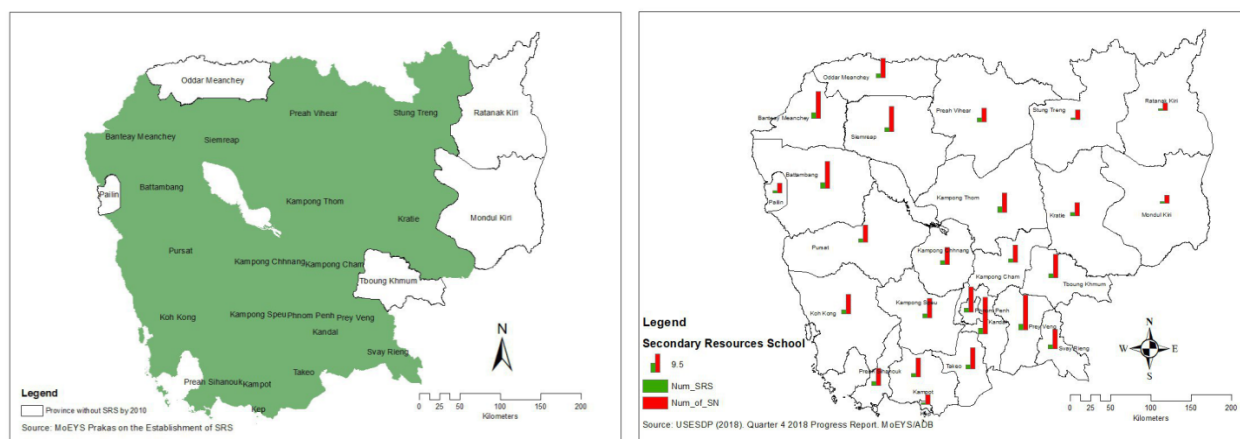 Oddar Meanchey
Preah Vihear
Stung Treng
Ratanak Kiri
Banteay Meanchey
Siemreap
Pailin
Battambang
Kampong Thom
Kratie
Mondul Kiri
Pursat
Kampong Chhnang
Kampong Cham
Tboung Khmum
Koh Kong
Kampong Speu
Phnom Penh
Prey Veng
Kandal
Svay Rieng
Takeo
Preah Sihanouk
Kampot
Kep
N
Legend
Province without SRS by 2010
0 25 50 100 150 200
Kilometers
Source: MoEYS Prakas on the Establishment of SRS
Oddar Meanchey
Banteay Meanchey
Siemreap
Preah Vihear
Stung Treng
Ratanak Kiri
Battambang
Pailin
Kampong Thom
Kratie
Mondul Kiri
Pursat
Kampong Chhnang
Kampong Cham
Tboung Khmum
Koh Kong
Kampong Speu
Phnom Penh
Kandal
Prey Veng
Svay Rieng
Takeo
Preah Sihanouk
Kampot
Legend
Secondary Resources School
9.5
Num_SRS
Num_of_SN
N
W E
S
0 25 50 100 150 200
Kilometers
Source: USESDP (2018). Quarter 4 2018 Progress Report. MoEYS/ADB